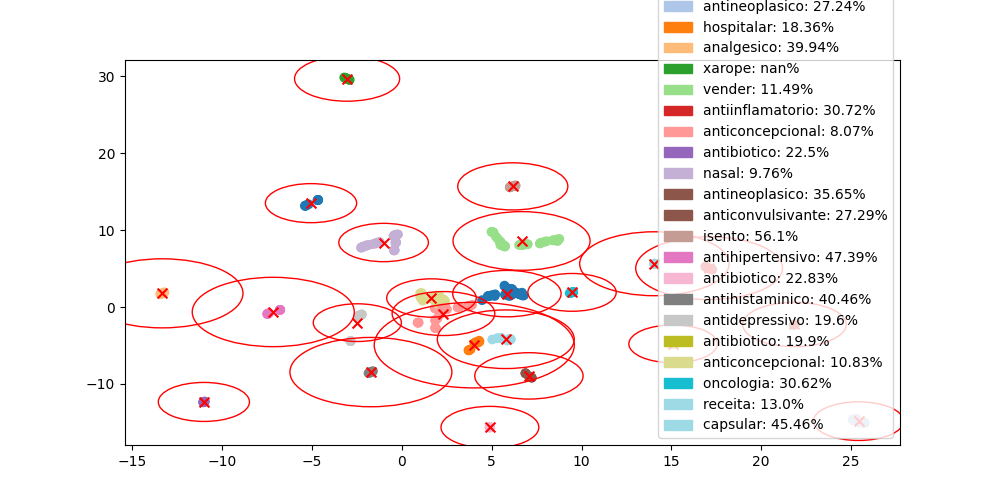 antineoplasico: 27.24%
hospitalar: 18.36%
analgesico: 39.94%
xarope: nan%
vender: 11.49%
antiinflamatorio: 30.72%
anticoncepcional: 8.07%
antibiotico: 22.5%
nasal: 9.76%
antineoplasico: 35.65%
anticonvulsivante: 27.29%
isento: 56.1%
antihipertensivo: 47.39%
antibiotico: 22.83%
antihistaminico: 40.46%
antidepressivo: 19.6%
antibiotico: 19.9%
anticoncepcional: 10.83%
oncologia: 30.62%
receita: 13.0%
capsular: 45.46%
30
20
10
0
−10
−15
−10
−5
0
5
10
15
20
25